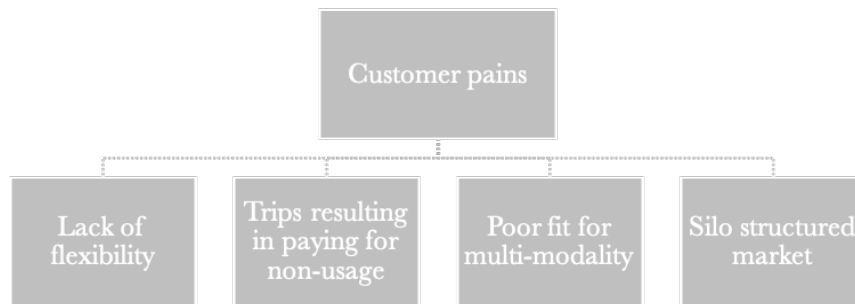 Customer pains
Lack of
flexibility
Trips resulting
in paying for
non-usage
Poor fit for
multi-modality
Silo structured
market